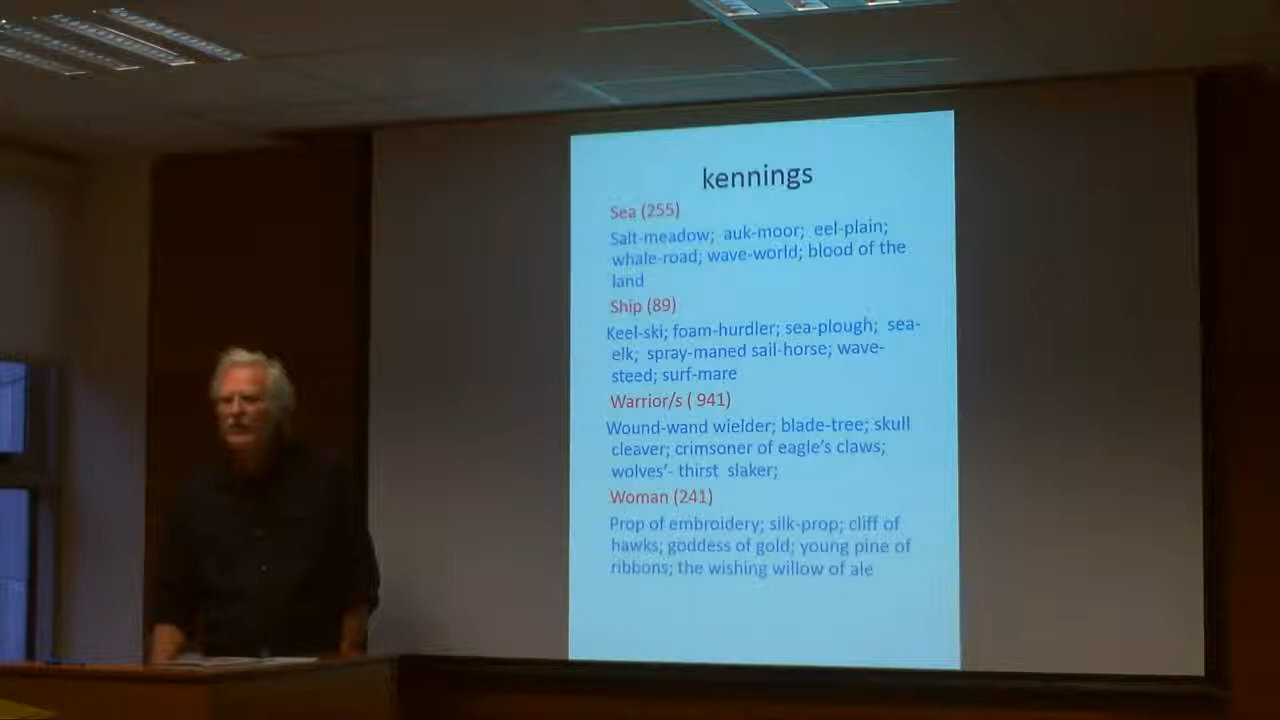 kennings
Sea (255)
Salt-meadow; auk-moor; eel-plain;
whale-road; wave-world; blood of the
land
Ship (89)
Keel-ski; foam-hurdler; sea-plough; sea-
elk; spray-maned sail-horse; wave-
steed; surf-mare
Warrior/s ( 941)
Wound-wand wielder; blade-tree; skull
cleaver; crimsoner of eagle's claws;
wolves'- thirst slaker;
Woman (241)
Prop of embroidery; silk-prop; cliff of
hawks; goddess of gold; young pine of
ribbons; the wishing willow of ale